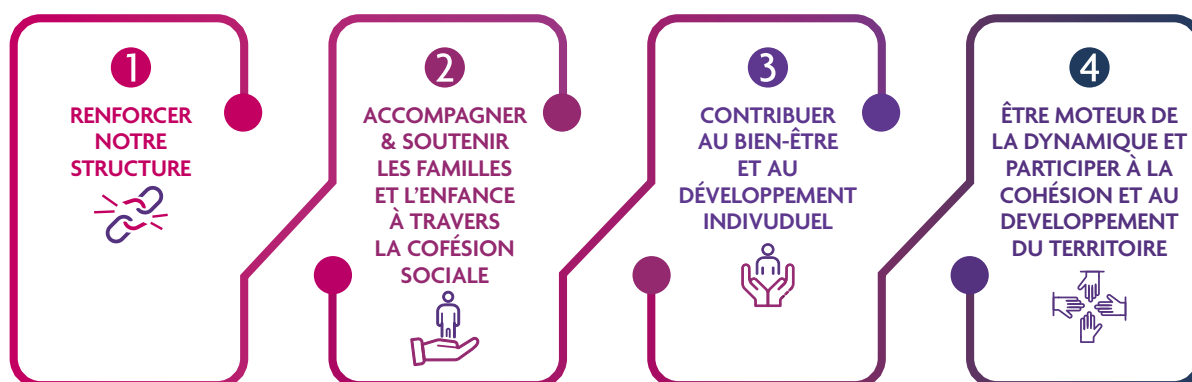 1
RENFORCER
NOTRE
STRUCTURE
2
ACCOMPAGNER
& SOUTENIR
LES FAMILLES
ET L'ENFANCE
À TRAVERS
LA COFÉSION
SOCIALE
3
CONTRIBUER
AU BIEN-ÊTRE
ET AU
DÉVELOPPEMENT
INDIVUDUEL
4
ÊTRE MOTEUR DE
LA DYNAMIQUE ET
PARTICIPER À LA
COHÉSION ET AU
DEVELOPPEMENT
DU TERRITOIRE